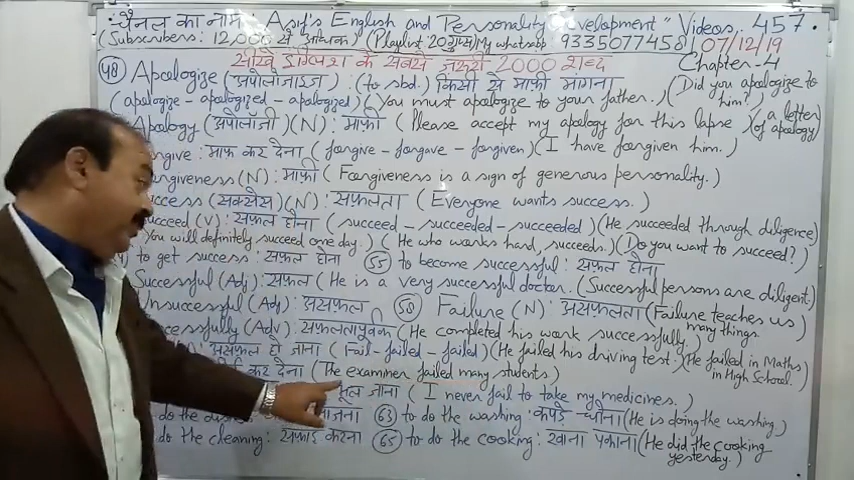 चैनल का नाम Asif's English and Personality Development" Videos. 457.
(Subscribers: 12,000 से अधिक) (Playlist 20 ग्रुप्स) My whatsapp 9335077458 07/12/19
सीखें इंग्लिश के सबसे ज़रूरी 2000 शब्द Chapter-4
48 Apologize (अपोलोजाइज़) : (to sbd.) किसी से माफ़ी मांगना (Did you apologize to him?)
(apologize - apologized - apologized) (You must apologize to your father.)
Apology (अपोलॉजी) (N) : माफ़ी (Please accept my apology for this lapse) (a letter of apology)
Forgive : माफ़ कर देना (forgive - forgave - forgiven) (I have forgiven him.)
Forgiveness (N) : माफ़ी (Forgiveness is a sign of generous personality.)
Success (सक्सेस) (N) : सफलता (Everyone wants success.)
Succeed (V) : सफल होना (succeed - succeeded - succeeded) (He succeeded through diligence)
You will definitely succeed one day.) (He who works hard, succeeds.) (Do you want to succeed?)
to get success : सफल होना 55 to become successful : सफल होना
Successful (Adj) : सफल (He is a very successful doctor. (Successful persons are diligent.)
Unsuccessful (Adj) : असफल 58 Failure (N) : असफलता (Failure teaches us many things.
Successfully (Adv) : सफलतापूर्वक (He completed his work successfully.)
असफल हो जाना (Fail - failed - failed) (He failed his driving test.) (He failed in Maths in High School.)
कर देना (The examiner failed many students)
भूल जाना (I never fail to take my medicines.)
do the 63 to do the washing : कपड़े धोना (He is doing the washing.)
do the cleaning : सफाई करना 65 to do the cooking : खाना पकाना (He did the cooking yesterday.)